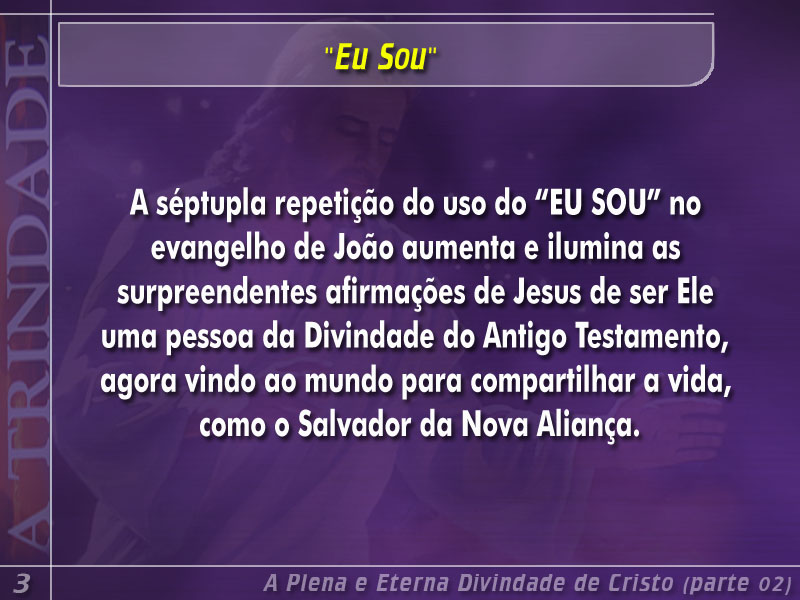 "Eu Sou"
A séptupla repetição do uso do “EU SOU” no
evangelho de João aumenta e ilumina as
surpreendentes afirmações de Jesus de ser Ele
uma pessoa da Divindade do Antigo Testamento,
agora vindo ao mundo para compartilhar a vida,
como o Salvador da Nova Aliança.
A TRINDADE
3
A Plena e Eterna Divindade de Cristo (parte 02)